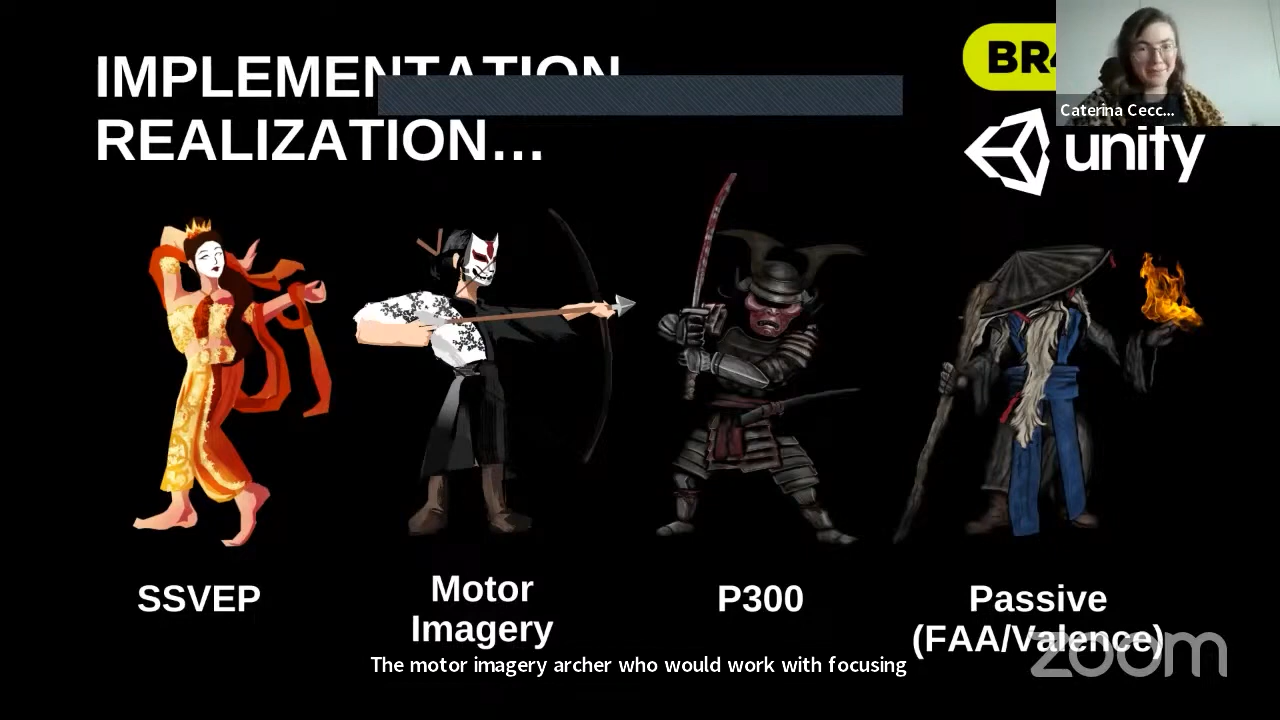 IMPLEMENTATION
REALIZATION...
BR
Caterina Cecc...
unity
SSVEP
Motor
Imagery
P300
Passive
(FAA/Valence)
The motor imagery archer who would work with focusing
zoom